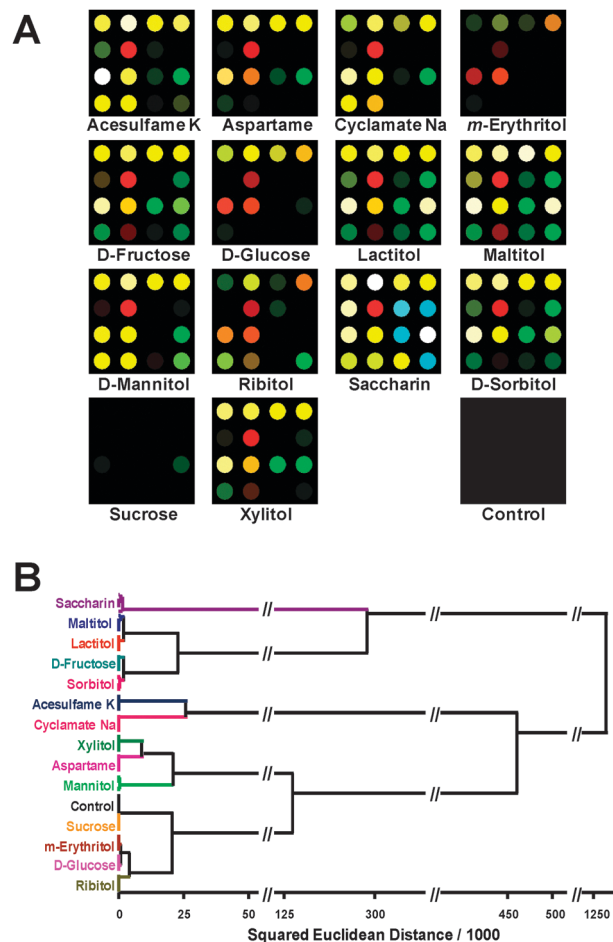 A
Acesulfame K Aspartame Cyclamate Na m-Erythritol
D-Fructose D-Glucose Lactitol Maltitol
D-Mannitol Ribitol Saccharin D-Sorbitol
Sucrose Xylitol Control
B
Saccharin
Maltitol
Lactitol
D-Fructose
Sorbitol
Acesulfame K
Cyclamate Na
Xylitol
Aspartame
Mannitol
Control
Sucrose
m-Erythritol
D-Glucose
Ribitol
0 25 50 125 300 450 500 1250
Squared Euclidean Distance / 1000